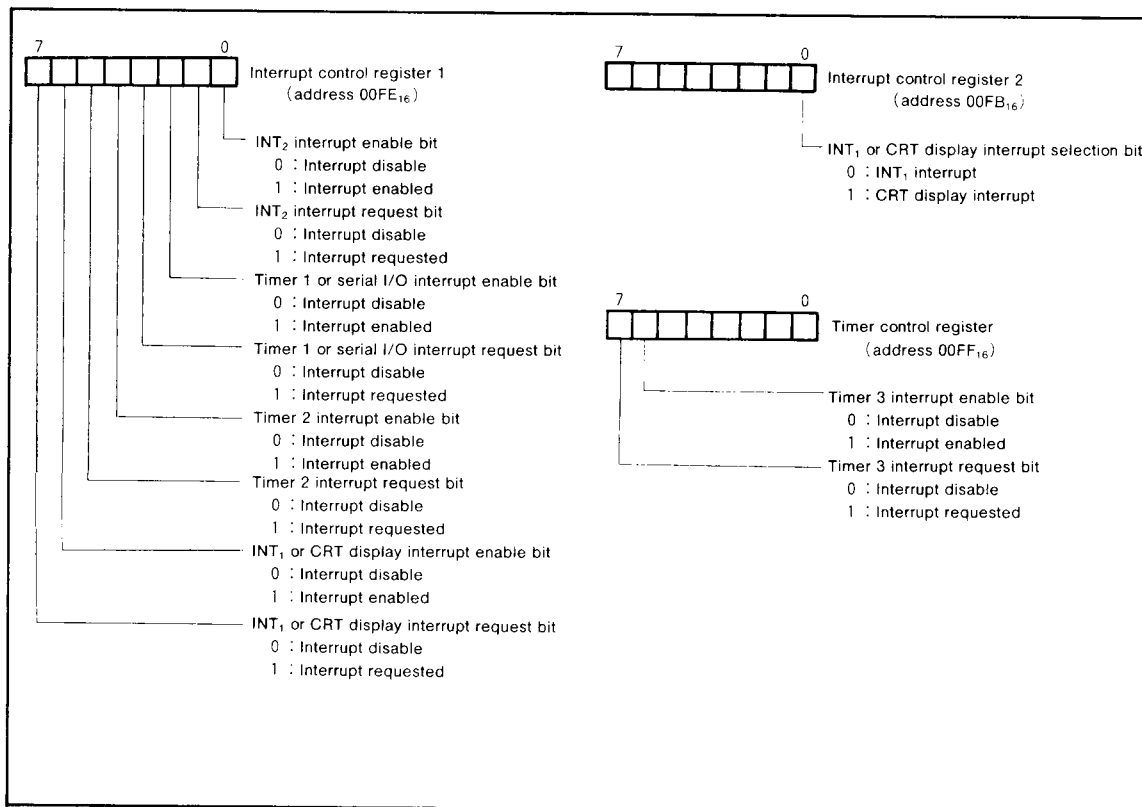 7 0
Interrupt control register 1
(address 00FE₁₆)
INT₂ interrupt enable bit
0 : Interrupt disable
1 : Interrupt enabled
INT₂ interrupt request bit
0 : Interrupt disable
1 : Interrupt requested
Timer 1 or serial I/O interrupt enable bit
0 : Interrupt disable
1 : Interrupt enabled
Timer 1 or serial I/O interrupt request bit
0 : Interrupt disable
1 : Interrupt requested
Timer 2 interrupt enable bit
0 : Interrupt disable
1 : Interrupt enabled
Timer 2 interrupt request bit
0 : Interrupt disable
1 : Interrupt requested
INT₁ or CRT display interrupt enable bit
0 : Interrupt disable
1 : Interrupt enabled
INT₁ or CRT display interrupt request bit
0 : Interrupt disable
1 : Interrupt requested
7 0
Interrupt control register 2
(address 00FB₁₆)
INT₁ or CRT display interrupt selection bit
0 : INT₁ interrupt
1 : CRT display interrupt
7 0
Timer control register
(address 00FF₁₆)
Timer 3 interrupt enable bit
0 : Interrupt disable
1 : Interrupt enabled
Timer 3 interrupt request bit
0 : Interrupt disable
1 : Interrupt requested